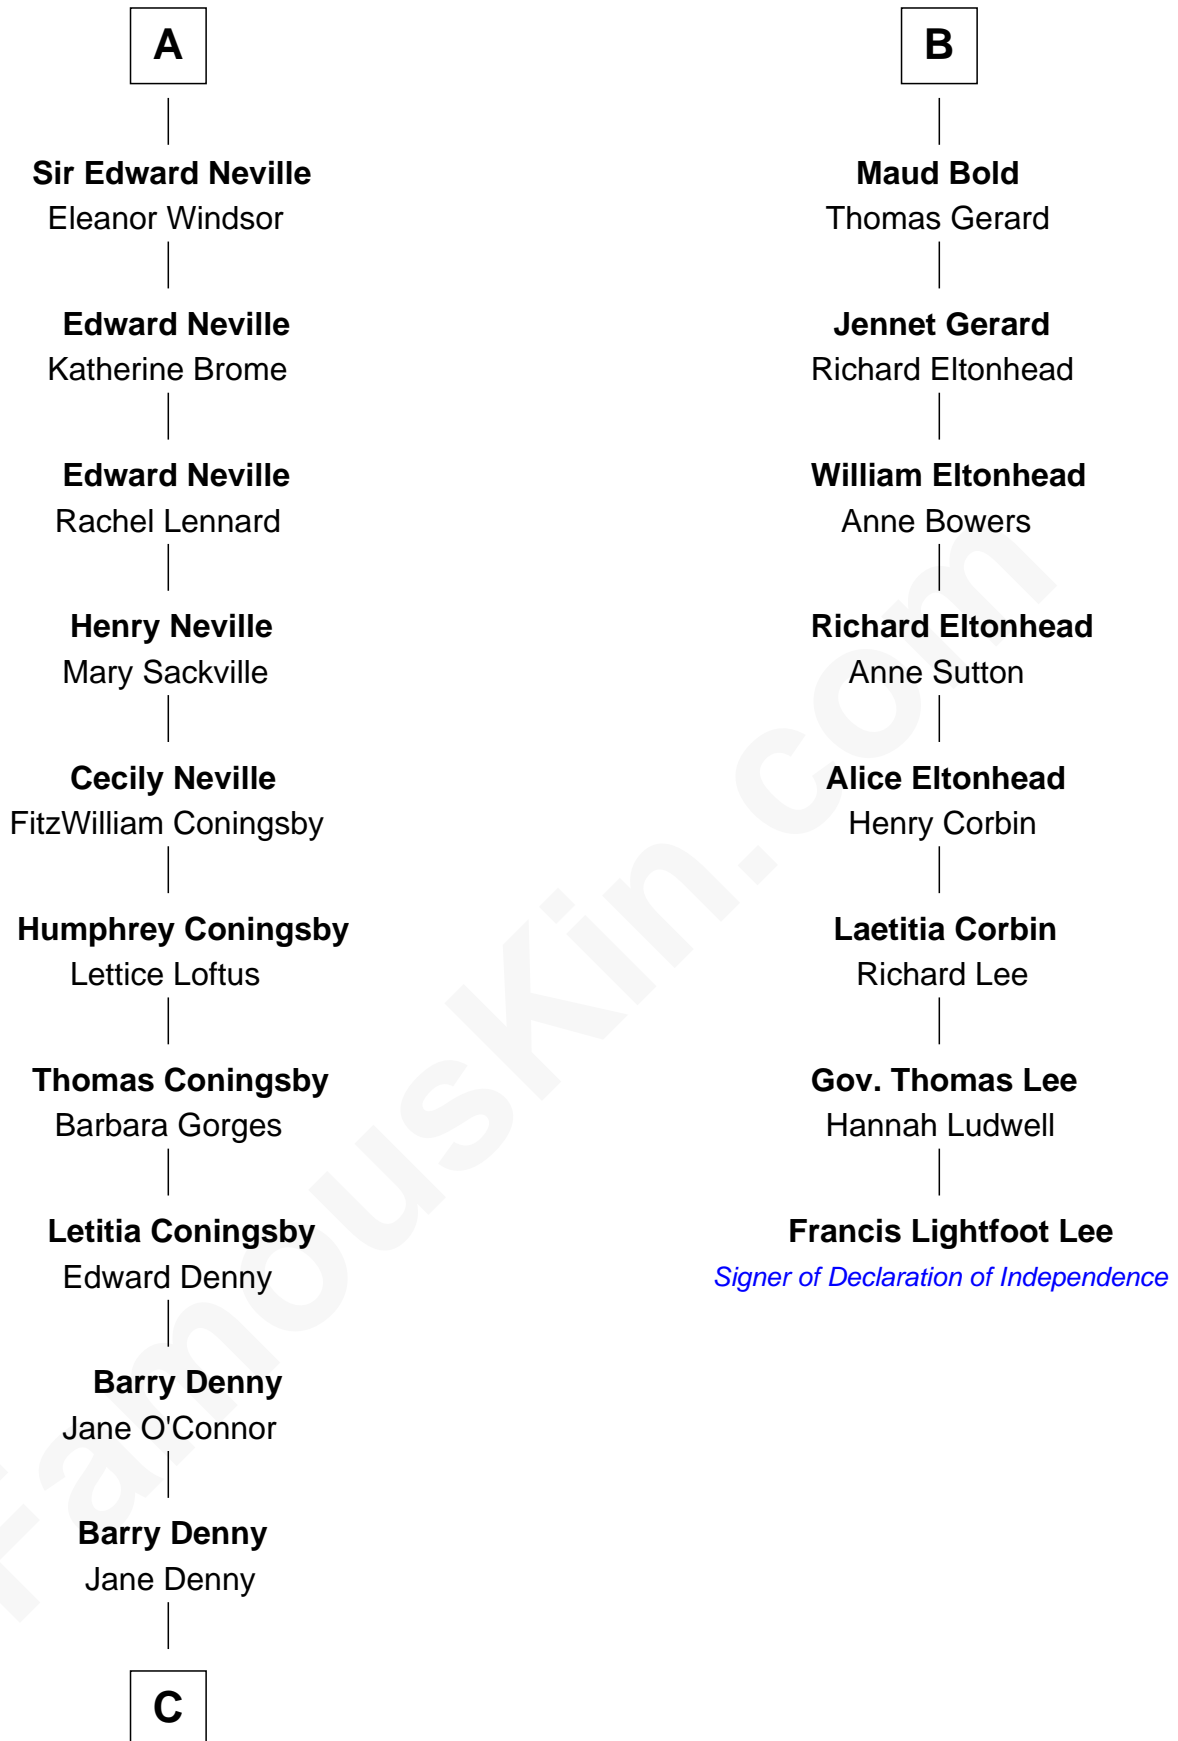 A
Sir Edward Neville
Eleanor Windsor
Edward Neville
Katherine Brome
Edward Neville
Rachel Lennard
Henry Neville
Mary Sackville
Cecily Neville
FitzWilliam Coningsby
Humphrey Coningsby
Lettice Loftus
Thomas Coningsby
Barbara Gorges
Letitia Coningsby
Edward Denny
Barry Denny
Jane O'Connor
Barry Denny
Jane Denny
C
B
Maud Bold
Thomas Gerard
Jennet Gerard
Richard Eltonhead
William Eltonhead
Anne Bowers
Richard Eltonhead
Anne Sutton
Alice Eltonhead
Henry Corbin
Laetitia Corbin
Richard Lee
Gov. Thomas Lee
Hannah Ludwell
Francis Lightfoot Lee
Signer of Declaration of Independence
FamousKin.com